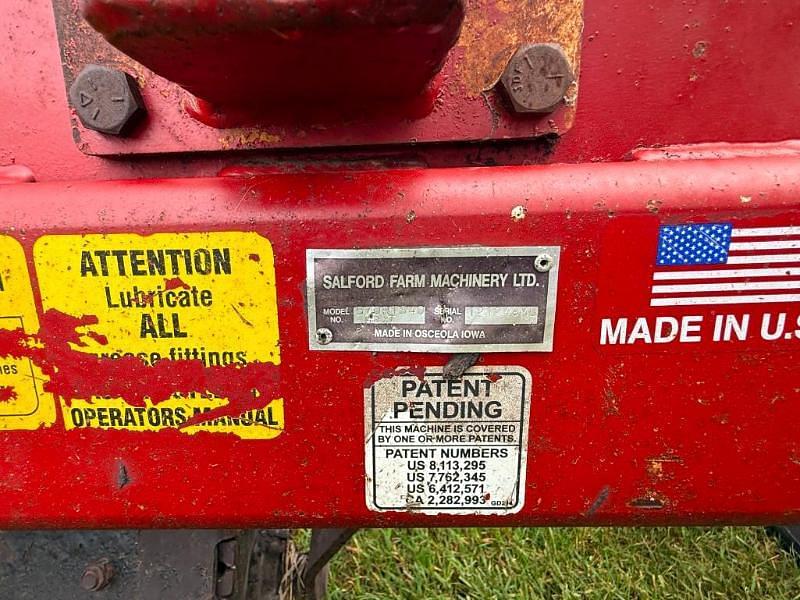 ATTENTION
Lubricate
ALL
grease fittings
OPERATORS MANUAL
SALFORD FARM MACHINERY LTD.
MODEL NO.
SERIAL NO.
MADE IN OSCEOLA IOWA
PATENT
PENDING
THIS MACHINE IS COVERED
BY ONE OR MORE PATENTS.
PATENT NUMBERS
US 8,113,295
US 7,762,345
US 6,412,571
CA 2,282,993
MADE IN U.S